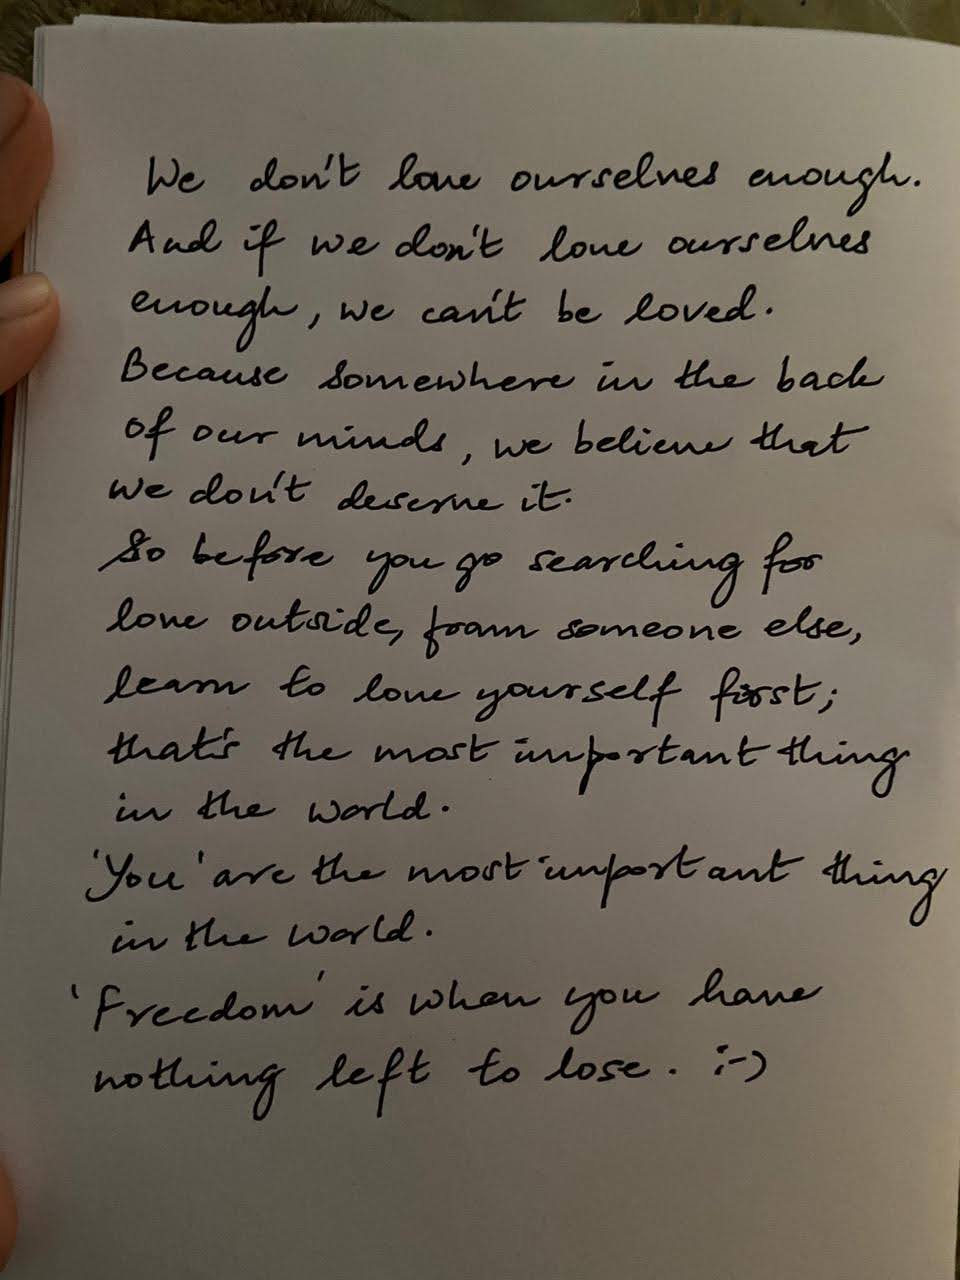 We don't love ourselves enough.
And if we don't love ourselves
enough, we can't be loved.
Because somewhere in the back
of our minds, we believe that
we don't deserve it.
So before you go searching for
love outside, from someone else,
learn to love yourself first;
that's the most important thing
in the world.
'You' are the most important thing
in the world.
'Freedom' is when you have
nothing left to lose. :-)